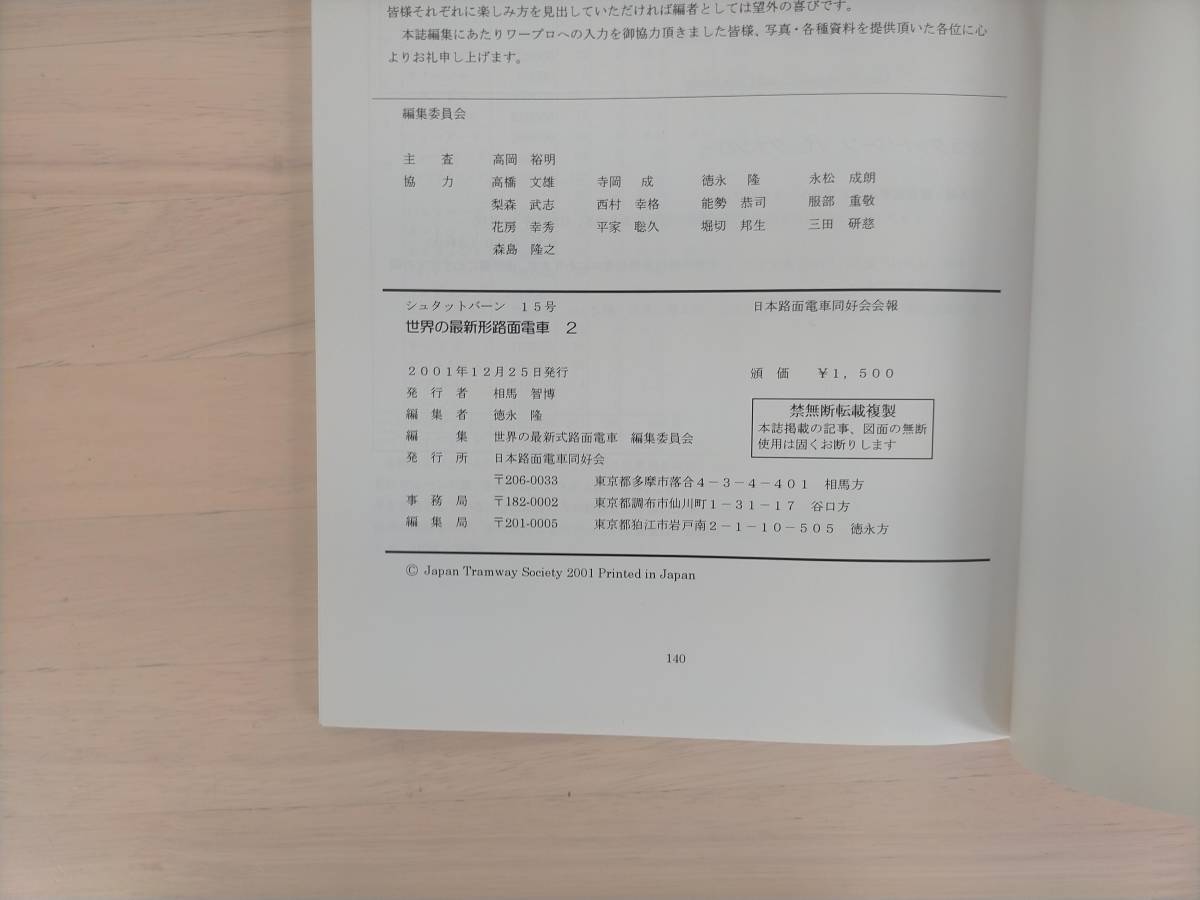 皆様それぞれに楽しみ方を見出していただければ編者としては望外の喜びです。
本誌編集にあたりワープロへの入力を御協力頂きました皆様、写真・各種資料を提供頂いた各位に心
よりお礼申し上げます。
編集委員会
主　査　高岡　裕明
協　力　高橋　文雄　寺岡　成　徳永　隆　永松　成朗
梨森　武志　西村　幸格　能勢　恭司　服部　重敬
花房　幸秀　平家　聡久　堀切　邦生　三田　研慈
森島　隆之
シュタットバーン　１５号　日本路面電車同好会会報
世界の最新形路面電車　２
２００１年１２月２５日発行　頒　価　￥１，５００
発　行　者　相馬　智博
編　集　者　徳永　隆
編　　　集　世界の最新式路面電車　編集委員会
発　行　所　日本路面電車同好会
〒206-0033　東京都多摩市落合４－３－４－４０１　相馬方
事　務　局　〒182-0002　東京都調布市仙川町１－３１－１７　谷口方
編　集　局　〒201-0005　東京都狛江市岩戸南２－１－１０－５０５　徳永方
禁無断転載複製
本誌掲載の記事、図面の無断
使用は固くお断りします
© Japan Tramway Society 2001 Printed in Japan
140